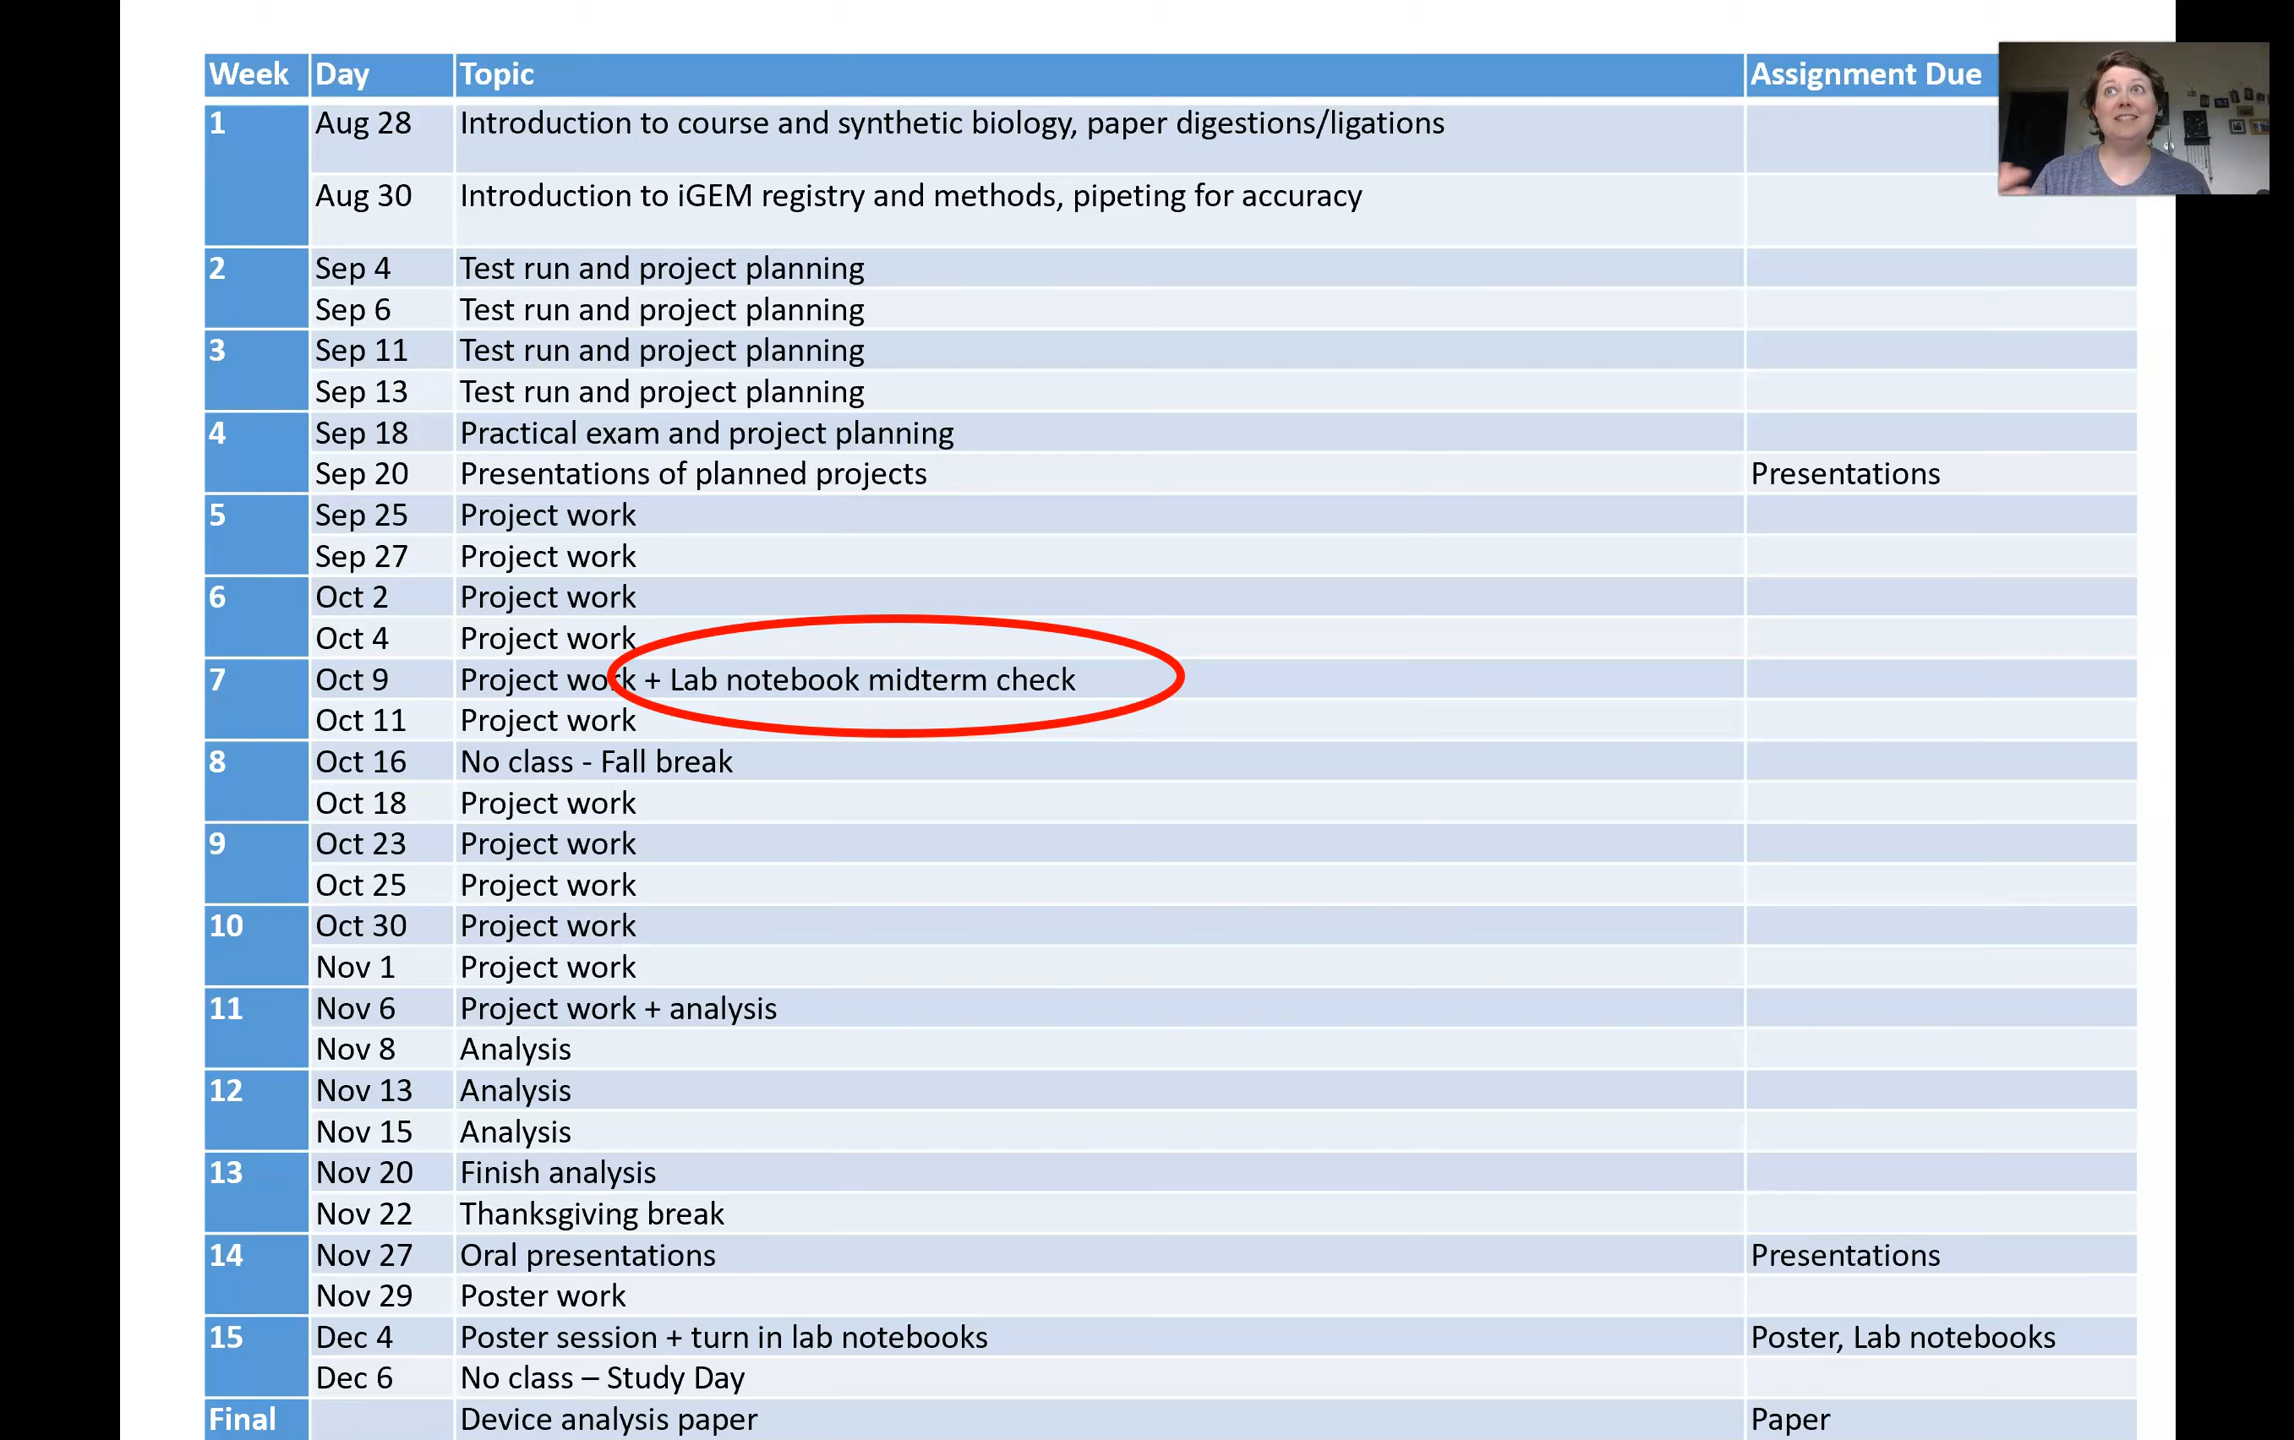 Week Day Topic Assignment Due
1 Aug 28 Introduction to course and synthetic biology, paper digestions/ligations
Aug 30 Introduction to iGEM registry and methods, pipeting for accuracy
2 Sep 4 Test run and project planning
Sep 6 Test run and project planning
3 Sep 11 Test run and project planning
Sep 13 Test run and project planning
4 Sep 18 Practical exam and project planning
Sep 20 Presentations of planned projects Presentations
5 Sep 25 Project work
Sep 27 Project work
6 Oct 2 Project work
Oct 4 Project work
7 Oct 9 Project work + Lab notebook midterm check
Oct 11 Project work
8 Oct 16 No class - Fall break
Oct 18 Project work
9 Oct 23 Project work
Oct 25 Project work
10 Oct 30 Project work
Nov 1 Project work
11 Nov 6 Project work + analysis
Nov 8 Analysis
12 Nov 13 Analysis
Nov 15 Analysis
13 Nov 20 Finish analysis
Nov 22 Thanksgiving break
14 Nov 27 Oral presentations Presentations
Nov 29 Poster work
15 Dec 4 Poster session + turn in lab notebooks Poster, Lab notebooks
Dec 6 No class – Study Day
Final Device analysis paper Paper